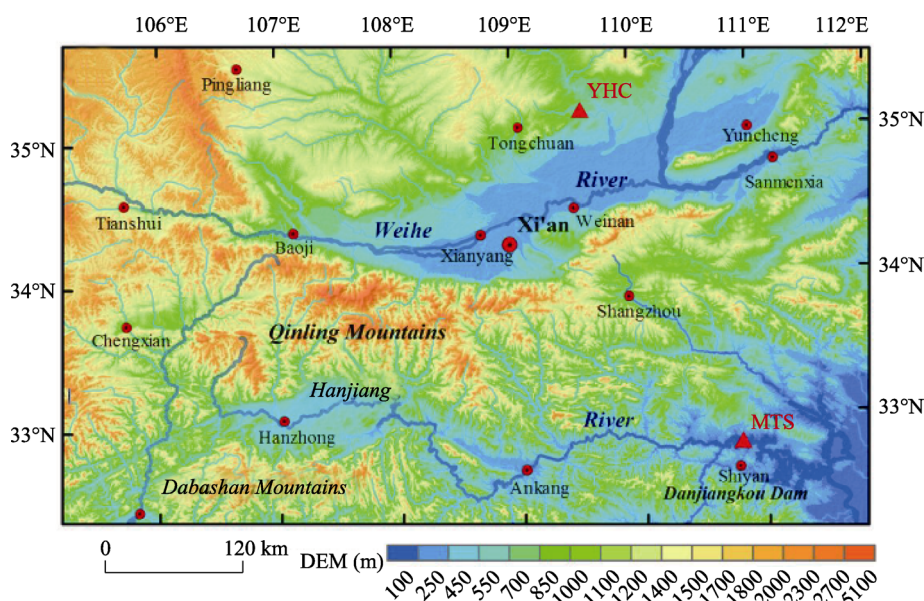 106°E 107°E 108°E 109°E 110°E 111°E 112°E
Pingliang
YHC
35°N
Tongchuan
Yuncheng
35°N
Sanmenxia
River
Tianshui
Weihe
Xi'an
Weinan
Baoji
Xianyang
34°N
34°N
Shangzhou
Chengxian
Qinling Mountains
Hanjiang
33°N
River
MTS
33°N
Hanzhong
Shiyan
Dabashan Mountains
Ankang
Danjiangkou Dam
0 120 km
DEM (m)
100 250 450 550 700 850 1000 1100 1200 1400 1500 1700 1800 2000 2300 2700 5100